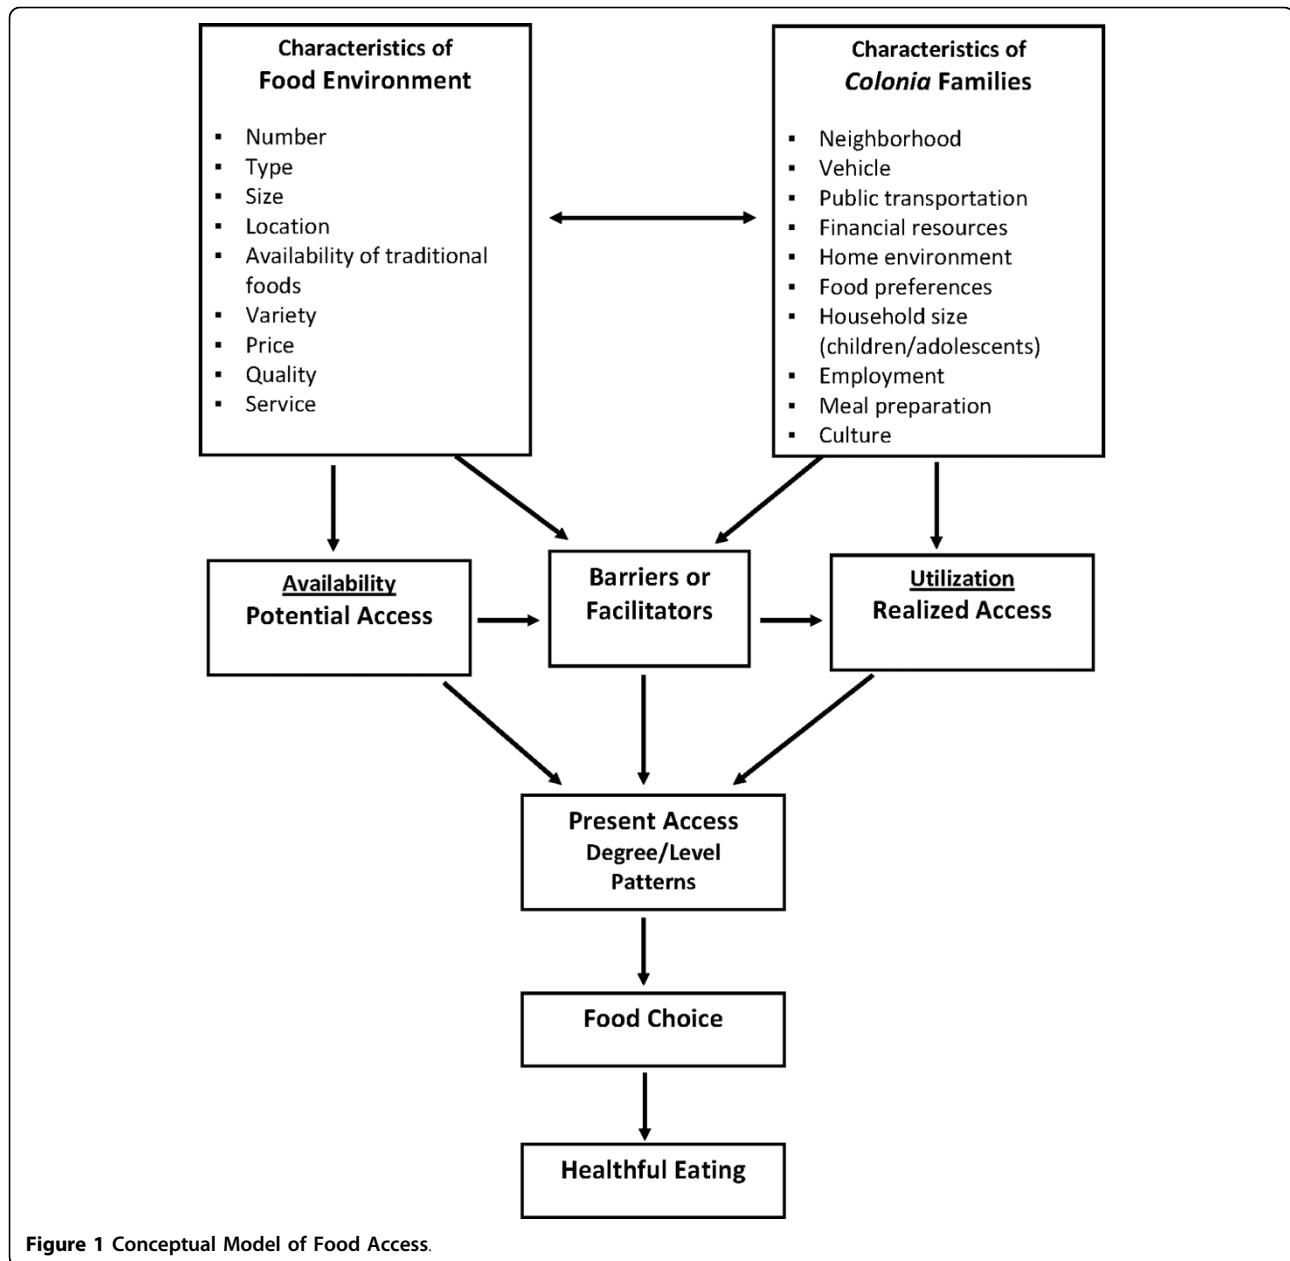 Characteristics of
Food Environment
▪ Number
▪ Type
▪ Size
▪ Location
▪ Availability of traditional
foods
▪ Variety
▪ Price
▪ Quality
▪ Service
Characteristics of
Colonia Families
▪ Neighborhood
▪ Vehicle
▪ Public transportation
▪ Financial resources
▪ Home environment
▪ Food preferences
▪ Household size
(children/adolescents)
▪ Employment
▪ Meal preparation
▪ Culture
Availability
Potential Access
Barriers or
Facilitators
Utilization
Realized Access
Present Access
Degree/Level
Patterns
Food Choice
Healthful Eating
Figure 1 Conceptual Model of Food Access.